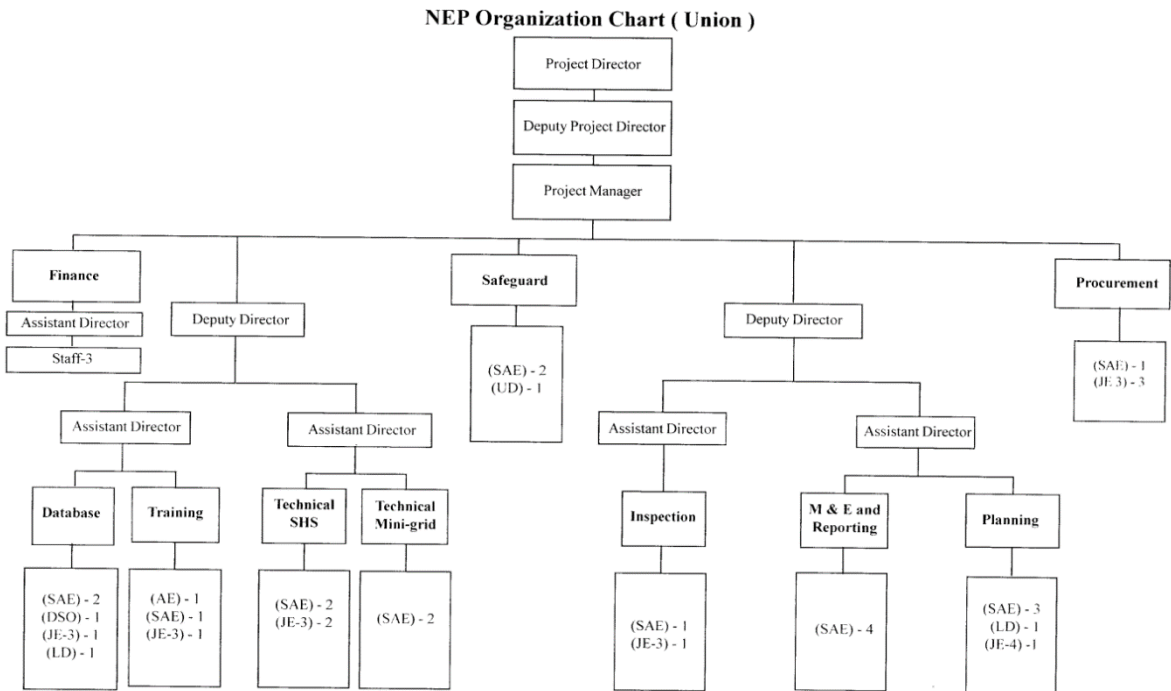 NEP Organization Chart ( Union )
Project Director
Deputy Project Director
Project Manager
Finance
Assistant Director
Staff-3
Deputy Director
Safeguard
(SAE) - 2
(UD) - 1
Deputy Director
Procurement
(SAE) - 1
(JE 3) - 3
Assistant Director
Assistant Director
Assistant Director
Assistant Director
Database
Training
Technical
SHS
Technical
Mini-grid
Inspection
M & E and
Reporting
Planning
(SAE) - 2
(DSO) - 1
(JE-3) - 1
(LD) - 1
(AE) - 1
(SAE) - 1
(JE-3) - 1
(SAE) - 2
(JE-3) - 2
(SAE) - 2
(SAE) - 1
(JE-3) - 1
(SAE) - 4
(SAE) - 3
(LD) - 1
(JE-4) -1